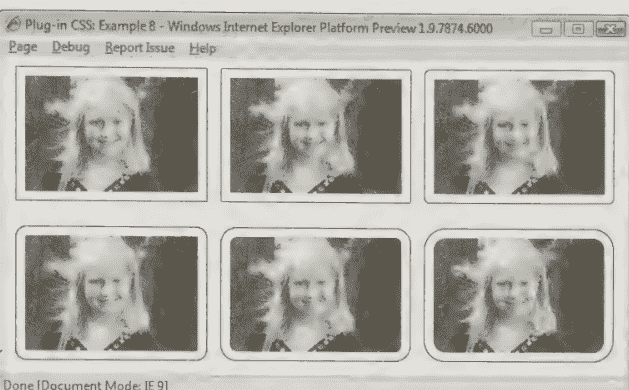 Plug-in CSS: Example 8 - Windows Internet Explorer Platform Preview 1.9.7874.6000
Page Debug Report Issue Help
Done [Document Mode: IE 9]